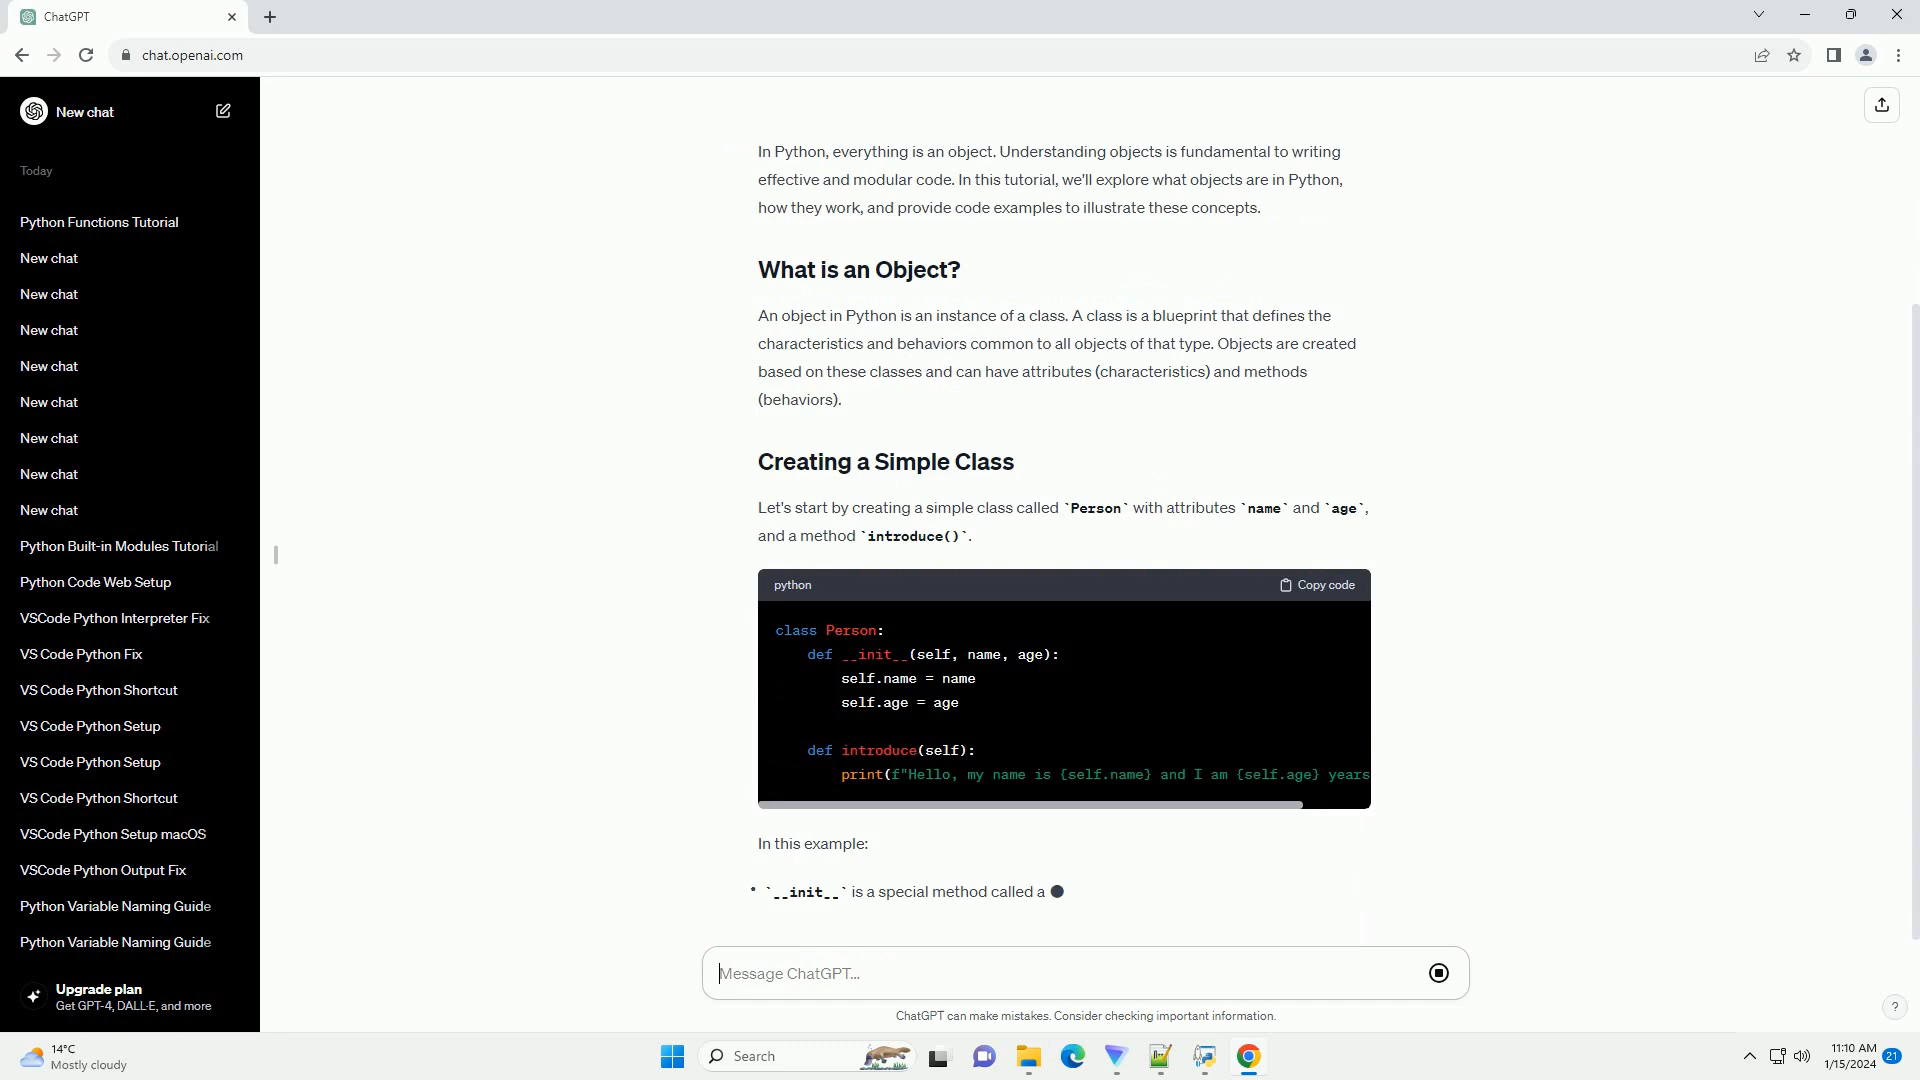 ChatGPT
chat.openai.com
New chat
Today
Python Functions Tutorial
New chat
New chat
New chat
New chat
New chat
New chat
New chat
New chat
Python Built-in Modules Tutorial
Python Code Web Setup
VSCode Python Interpreter Fix
VS Code Python Fix
VS Code Python Shortcut
VS Code Python Setup
VS Code Python Setup
VS Code Python Shortcut
VSCode Python Setup macOS
VSCode Python Output Fix
Python Variable Naming Guide
Python Variable Naming Guide
Upgrade plan
Get GPT-4, DALL·E, and more
In Python, everything is an object. Understanding objects is fundamental to writing
effective and modular code. In this tutorial, we'll explore what objects are in Python,
how they work, and provide code examples to illustrate these concepts.
What is an Object?
An object in Python is an instance of a class. A class is a blueprint that defines the
characteristics and behaviors common to all objects of that type. Objects are created
based on these classes and can have attributes (characteristics) and methods
(behaviors).
Creating a Simple Class
Let's start by creating a simple class called `Person` with attributes `name` and `age`,
and a method `introduce()`.
python Copy code
class Person:
def __init__(self, name, age):
self.name = name
self.age = age
def introduce(self):
print(f"Hello, my name is {self.name} and I am {self.age} years
In this example:
• `__init__` is a special method called a
Message ChatGPT...
ChatGPT can make mistakes. Consider checking important information.
?
14°C
Mostly cloudy
Search
11:10 AM
1/15/2024
21